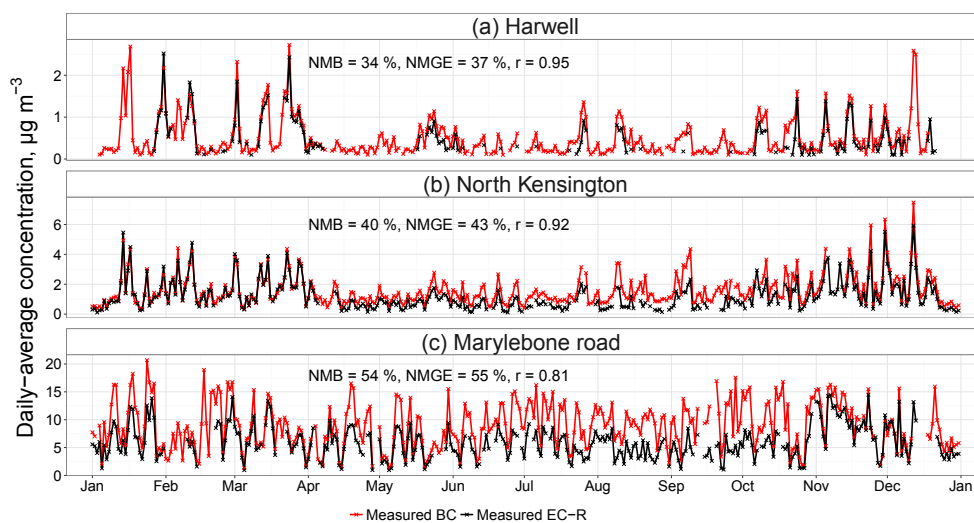 (a) Harwell
NMB = 34 %, NMGE = 37 %, r = 0.95
2
1
0
(b) North Kensington
NMB = 40 %, NMGE = 43 %, r = 0.92
6
4
2
0
(c) Marylebone road
NMB = 54 %, NMGE = 55 %, r = 0.81
20
15
10
5
0
Daily−average concentration, µg m⁻³
Jan Feb Mar Apr May Jun Jul Aug Sep Oct Nov Dec Jan
Measured BC Measured EC−R